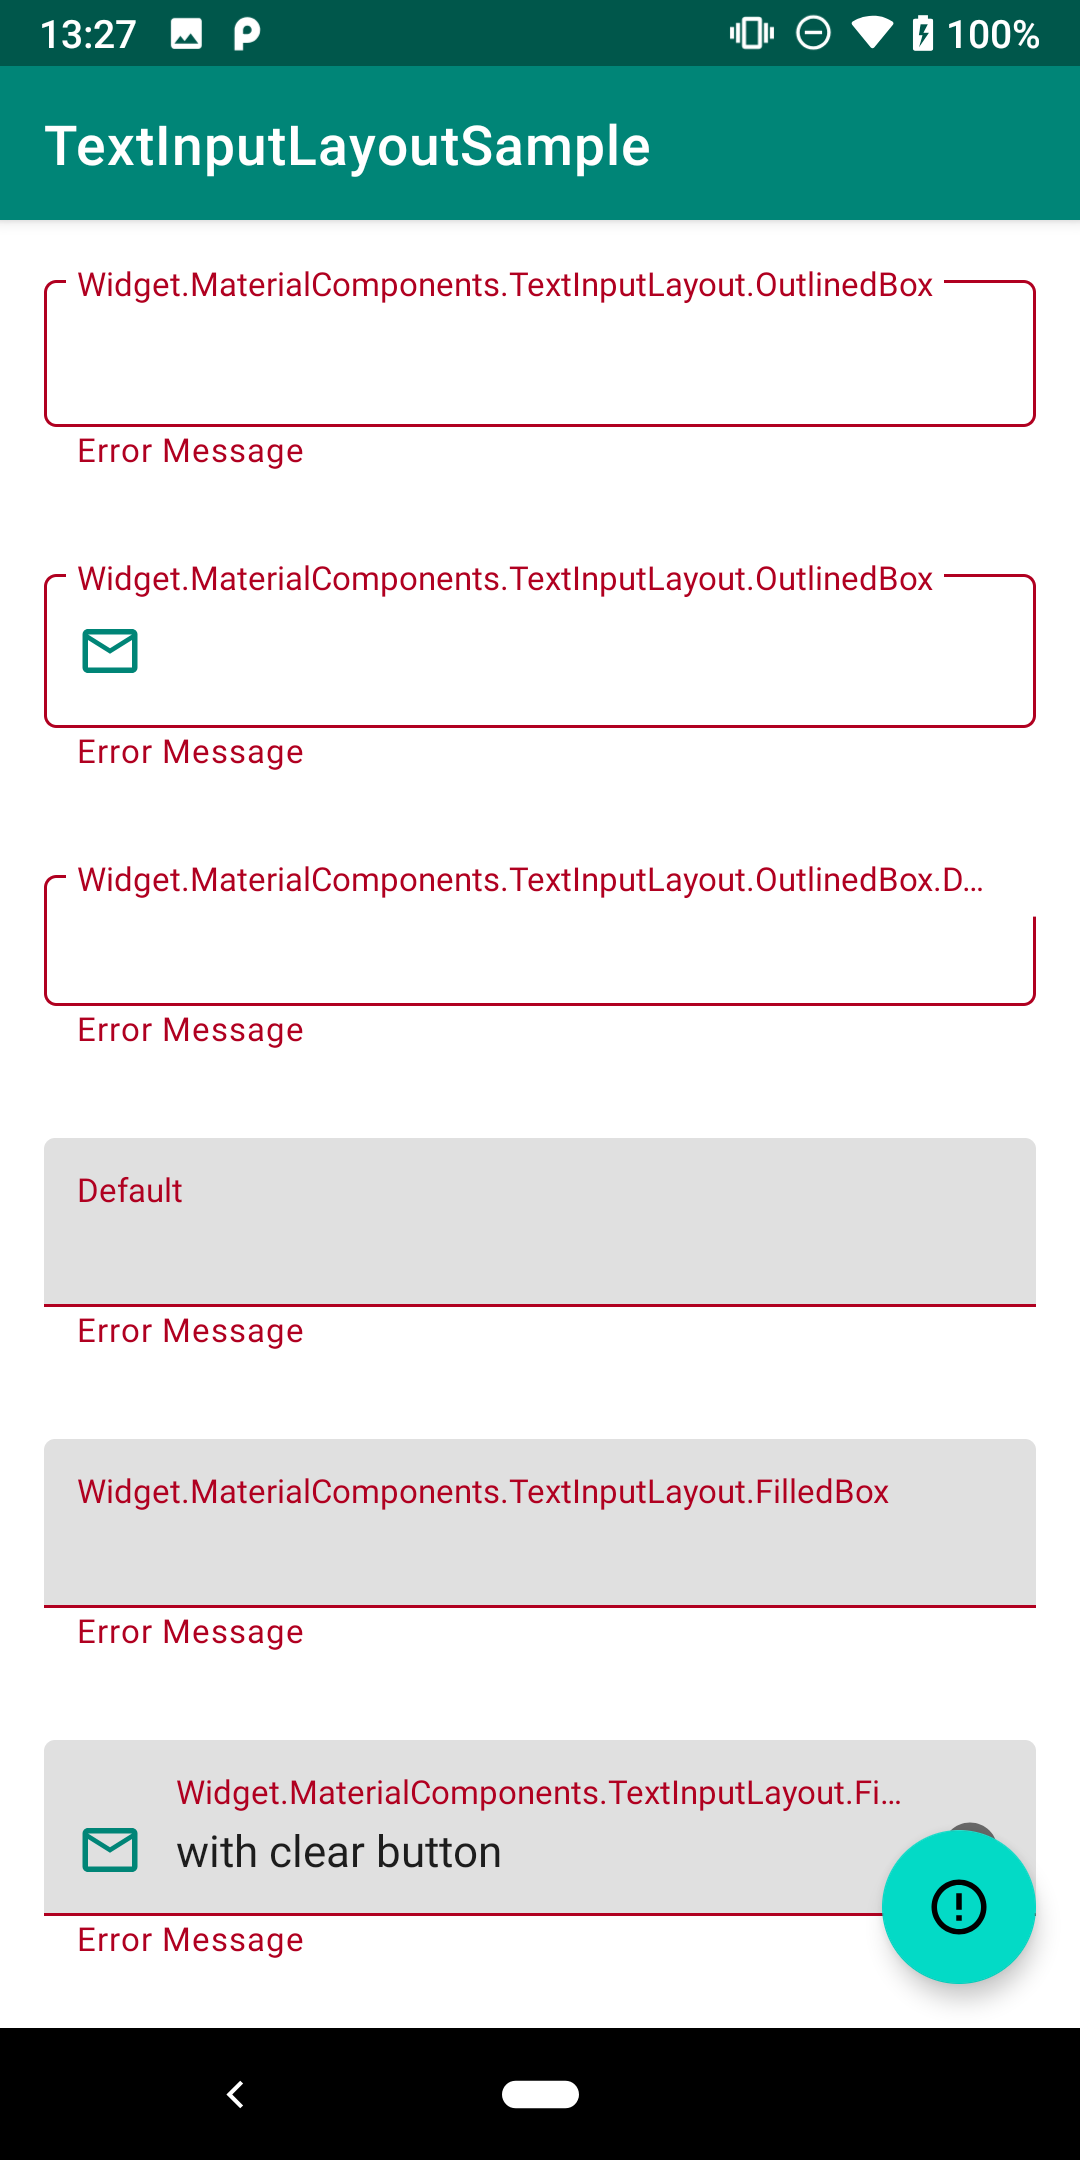 13:27
100%
TextInputLayoutSample
Widget.MaterialComponents.TextInputLayout.OutlinedBox
Error Message
Widget.MaterialComponents.TextInputLayout.OutlinedBox
Error Message
Widget.MaterialComponents.TextInputLayout.OutlinedBox.D...
Error Message
Default
Error Message
Widget.MaterialComponents.TextInputLayout.FilledBox
Error Message
Widget.MaterialComponents.TextInputLayout.Fi...
with clear button
Error Message